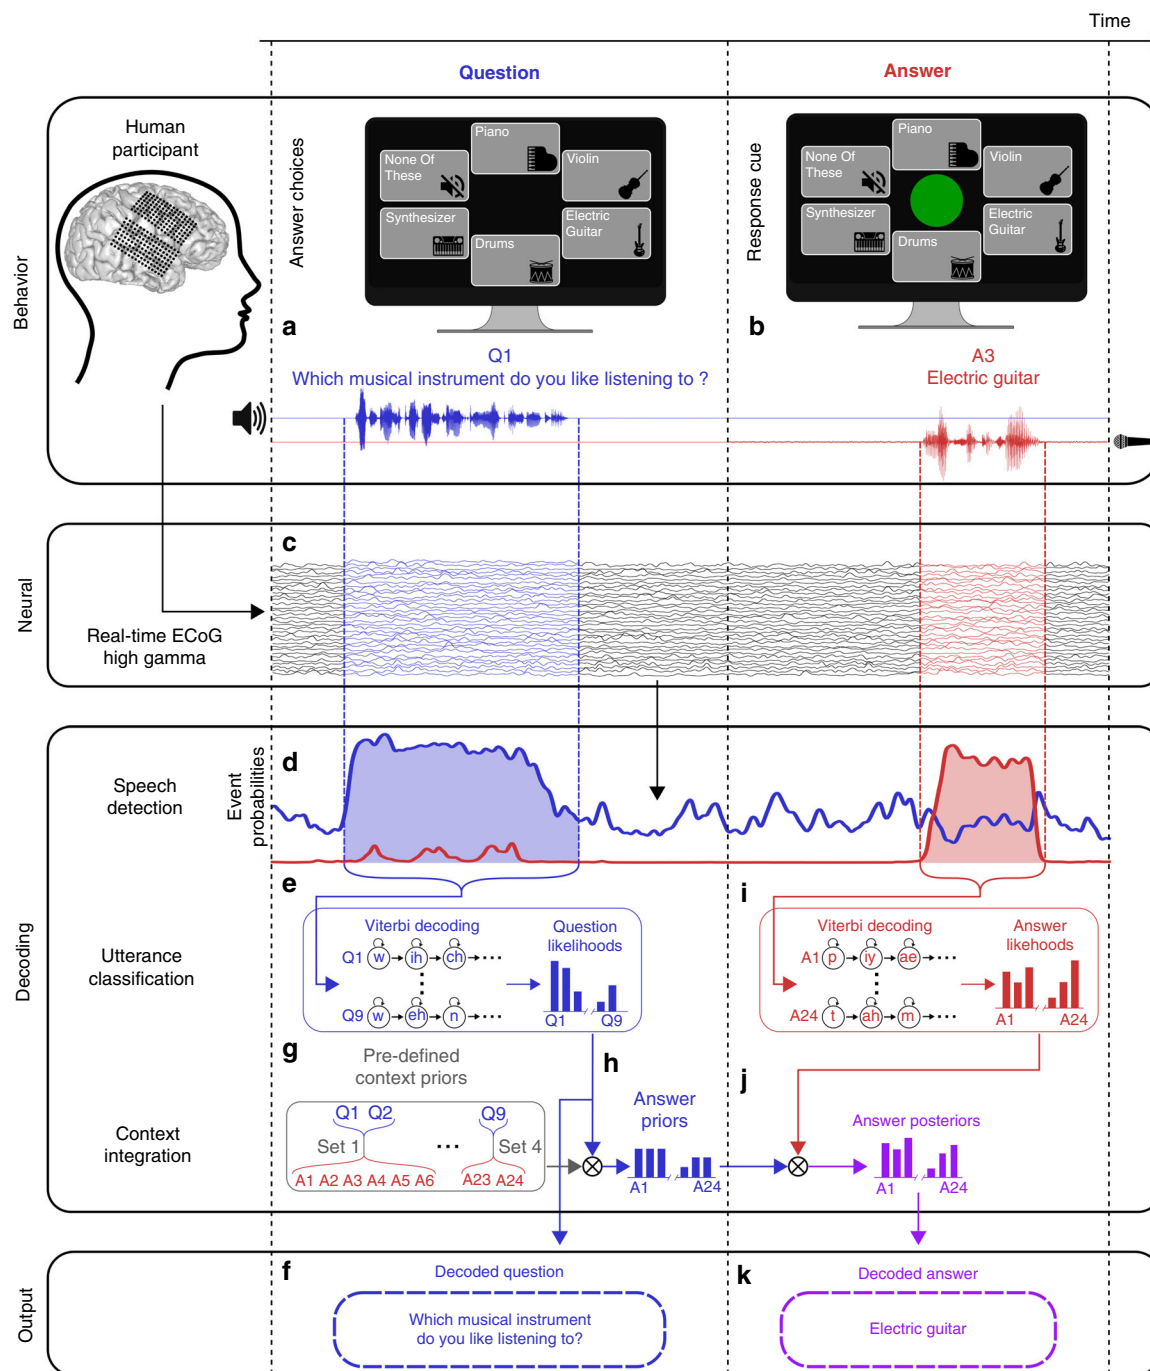 Time
Question
Answer
Behavior
Human
participant
Answer choices
Piano
None Of
These
Violin
Synthesizer
Electric
Guitar
Drums
a
Response cue
Piano
None Of
These
Violin
Synthesizer
Electric
Guitar
Drums
b
Q1
Which musical instrument do you like listening to ?
A3
Electric guitar
Neural
c
Real-time ECoG
high gamma
Decoding
Speech
detection
Event
probabilities
d
Utterance
classification
e
Viterbi decoding
Q1 w ih ch ...
Q9 w eh n ...
Question
likelihoods
Q1 Q9
i
Viterbi decoding
A1 p iy ae ...
A24 t ah m ...
Answer
likehoods
A1 A24
Context
integration
g
Pre-defined
context priors
Q1 Q2 Q9
Set 1 ... Set 4
A1 A2 A3 A4 A5 A6 A23 A24
h
Answer
priors
A1 A24
j
Answer posteriors
A1 A24
Output
f
Decoded question
Which musical instrument
do you like listening to?
k
Decoded answer
Electric guitar